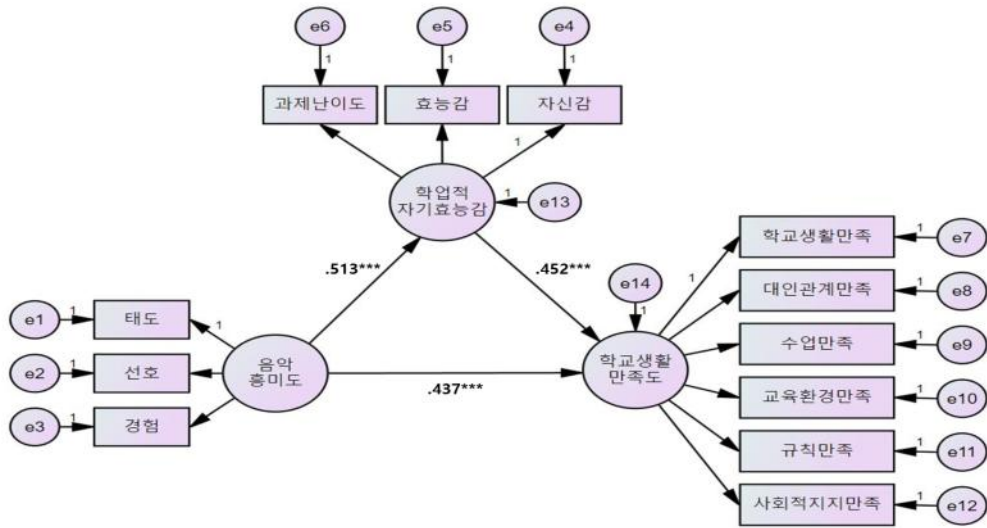 e6
e5
e4
1
1
1
과제난이도
효능감
자신감
1
학업적
자기효능감
1
e13
.513***
.452***
e14
1
1
학교생활만족
1
e7
대인관계만족
1
e8
수업만족
1
e9
교육환경만족
1
e10
규칙만족
1
e11
사회적지지만족
1
e12
e1
1
태도
1
e2
1
선호
e3
1
경험
음악
흥미도
.437***
학교생활
만족도